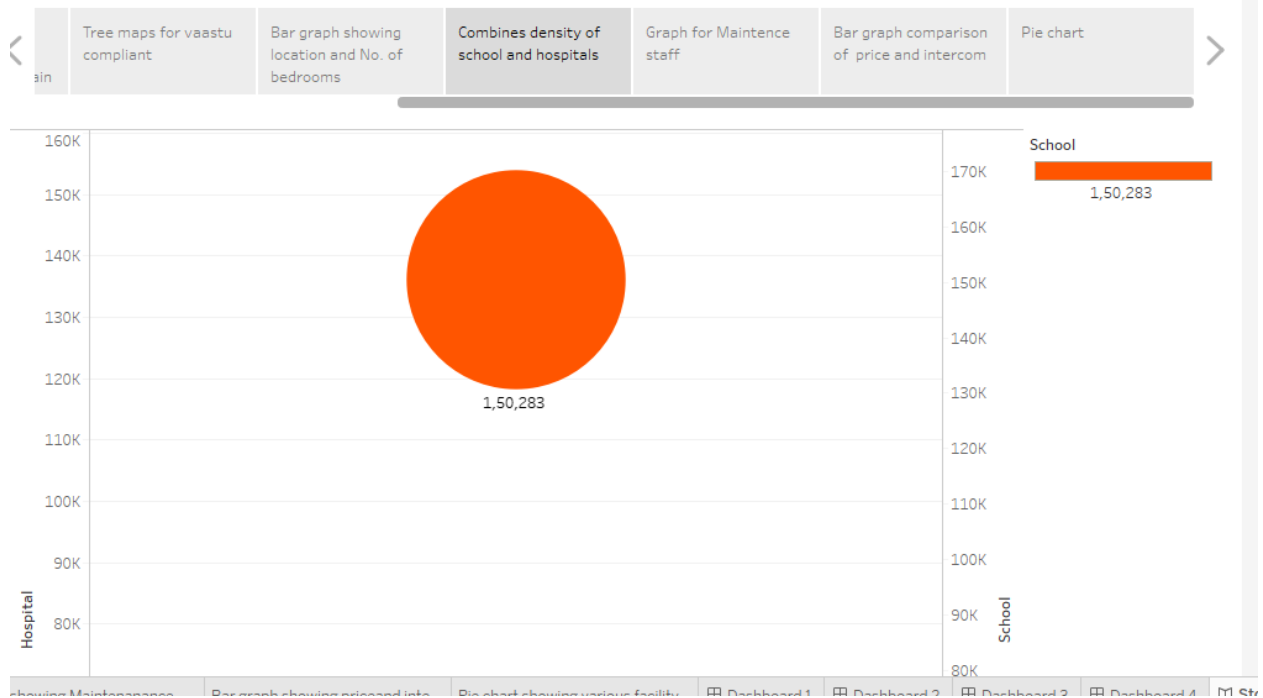 ain
Tree maps for vaastu
compliant
Bar graph showing
location and No. of
bedrooms
Combines density of
school and hospitals
Graph for Maintence
staff
Bar graph comparison
of price and intercom
Pie chart
160K
150K
140K
130K
120K
110K
100K
90K
80K
Hospital
1,50,283
170K
160K
150K
140K
130K
120K
110K
100K
90K
80K
School
School
1,50,283
showing Maintenanance
Bar graph showing priceand inte
Pie chart showing various facility
Dashboard 1
Dashboard 2
Dashboard 3
Dashboard 4
Sto